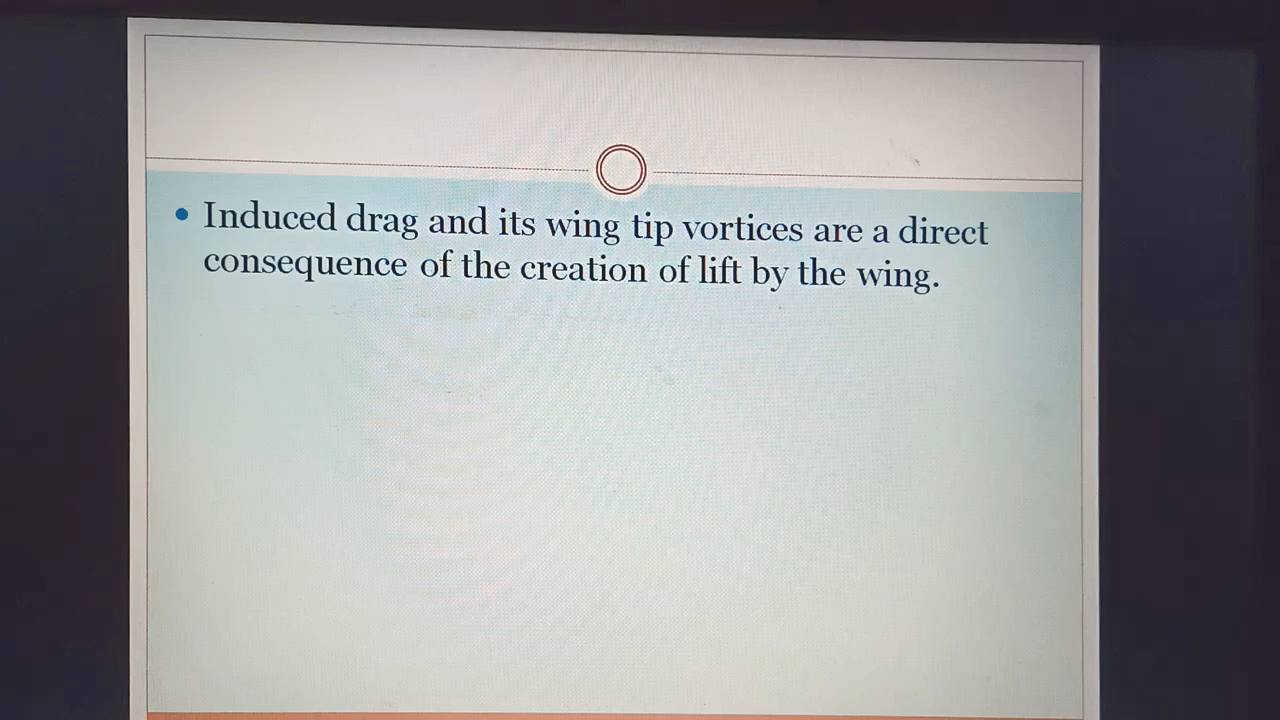 • Induced drag and its wing tip vortices are a direct
consequence of the creation of lift by the wing.